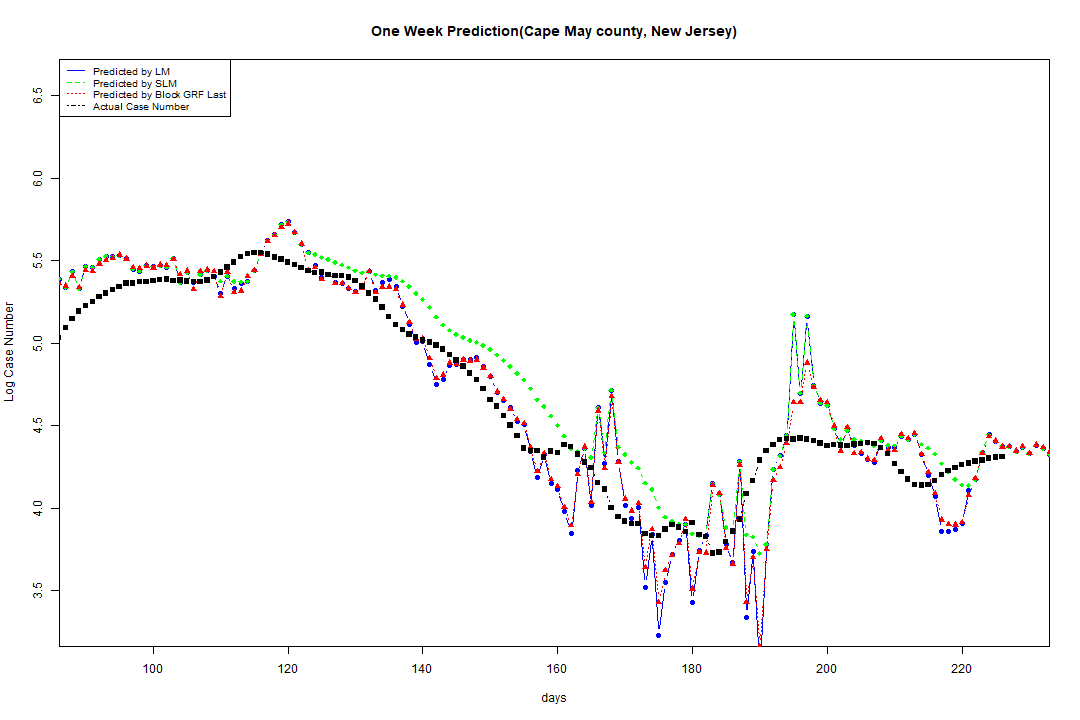 One Week Prediction(Cape May county, New Jersey)
Predicted by LM
Predicted by SLM
Predicted by Block GRF Last
Actual Case Number
6.5
6.0
5.5
5.0
4.5
4.0
3.5
Log Case Number
100 120 140 160 180 200 220
days